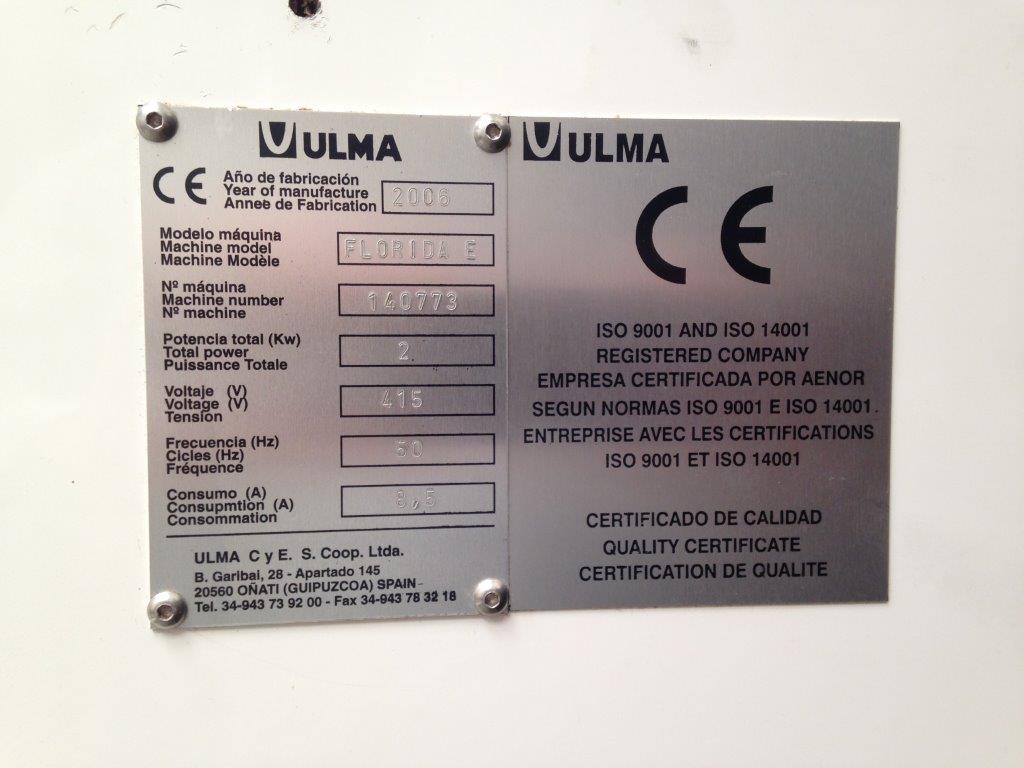 ULMA
CE
Año de fabricación
Year of manufacture
Annee de Fabrication 2006
Modelo máquina
Machine model FLORIDA E
Machine Modèle
Nº máquina
Machine number 140773
Nº machine
Potencia total (Kw)
Total power 2
Puissance Totale
Voltaje (V)
Voltage (V) 415
Tension
Frecuencia (Hz)
Cicles (Hz) 50
Fréquence
Consumo (A)
Consupmtion (A) 8,5
Consommation
ULMA C y E. S. Coop. Ltda.
B. Garibai, 28 - Apartado 145
20560 OÑATI (GUIPUZCOA) SPAIN
Tel. 34-943 73 92 00 - Fax 34-943 78 32 18
ULMA
CE
ISO 9001 AND ISO 14001
REGISTERED COMPANY
EMPRESA CERTIFICADA POR AENOR
SEGUN NORMAS ISO 9001 E ISO 14001.
ENTREPRISE AVEC LES CERTIFICATIONS
ISO 9001 ET ISO 14001
CERTIFICADO DE CALIDAD
QUALITY CERTIFICATE
CERTIFICATION DE QUALITE